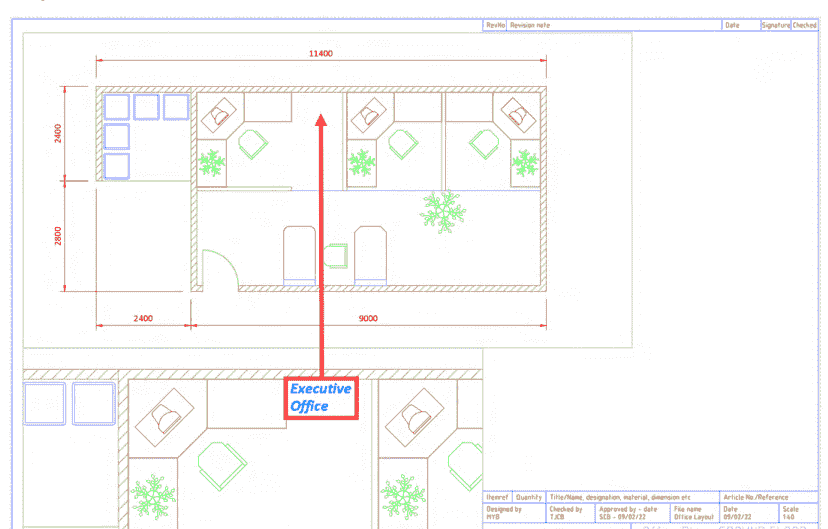 RevNo Revision note Date Signature Checked
11400
2400
2800
2400 9000
Executive
Office
Itemref Quantity Title/Name, designation, material, dimension etc Article No./Reference
Designed by Checked by Approved by - date File name Date Scale
MYB TJCB SCB - 09/02/22 Office Layout 09/02/22 1:40